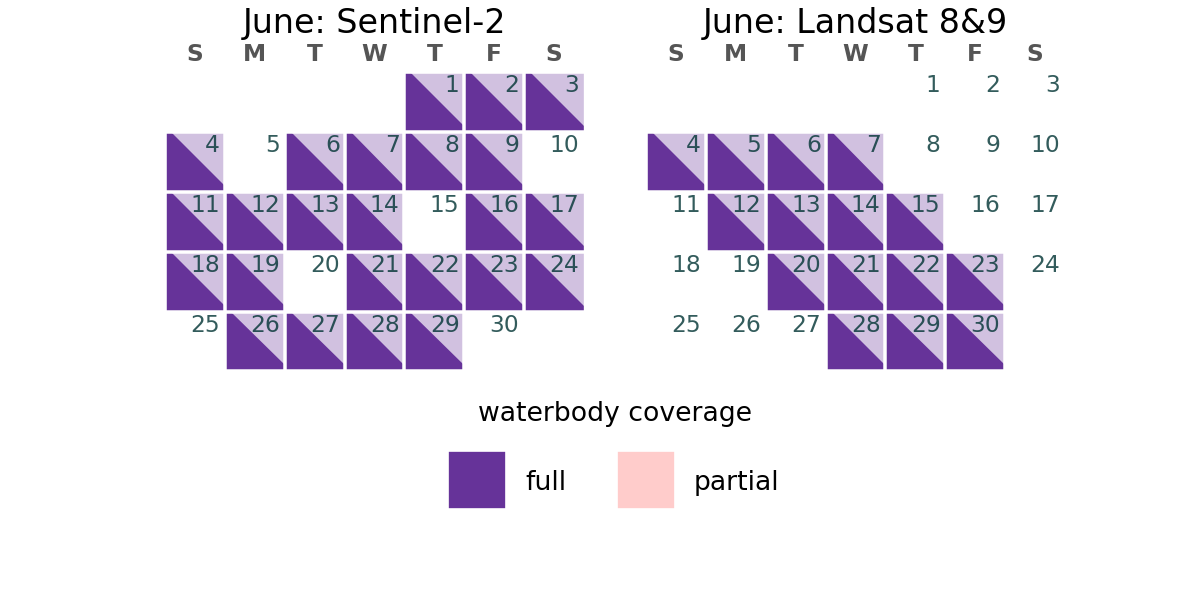 June: Sentinel-2
S M T W T F S
1 2 3
4 5 6 7 8 9 10
11 12 13 14 15 16 17
18 19 20 21 22 23 24
25 26 27 28 29 30
June: Landsat 8&9
S M T W T F S
1 2 3
4 5 6 7 8 9 10
11 12 13 14 15 16 17
18 19 20 21 22 23 24
25 26 27 28 29 30
waterbody coverage
full partial